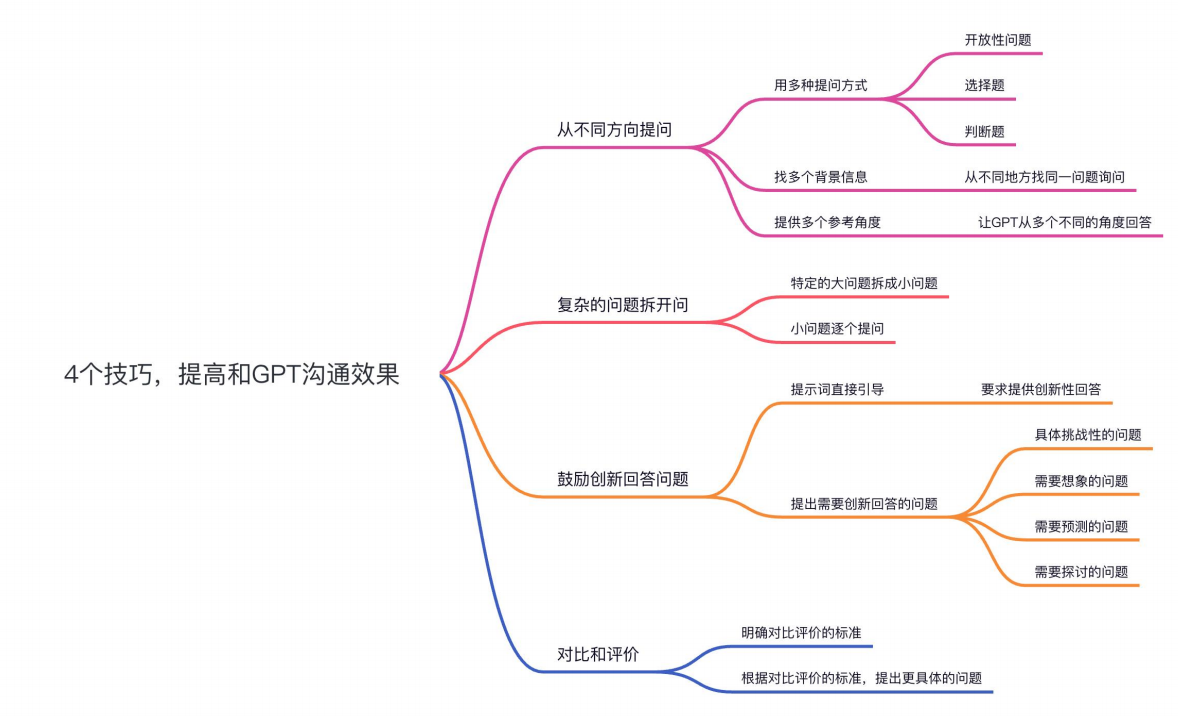 4个技巧，提高和GPT沟通效果
从不同方向提问
用多种提问方式
开放性问题
选择题
判断题
找多个背景信息
从不同地方找同一问题询问
提供多个参考角度
让GPT从多个不同的角度回答
复杂的问题拆开问
特定的大问题拆成小问题
小问题逐个提问
鼓励创新回答问题
提示词直接引导
要求提供创新性回答
提出需要创新回答的问题
具体挑战性的问题
需要想象的问题
需要预测的问题
需要探讨的问题
对比和评价
明确对比评价的标准
根据对比评价的标准，提出更具体的问题